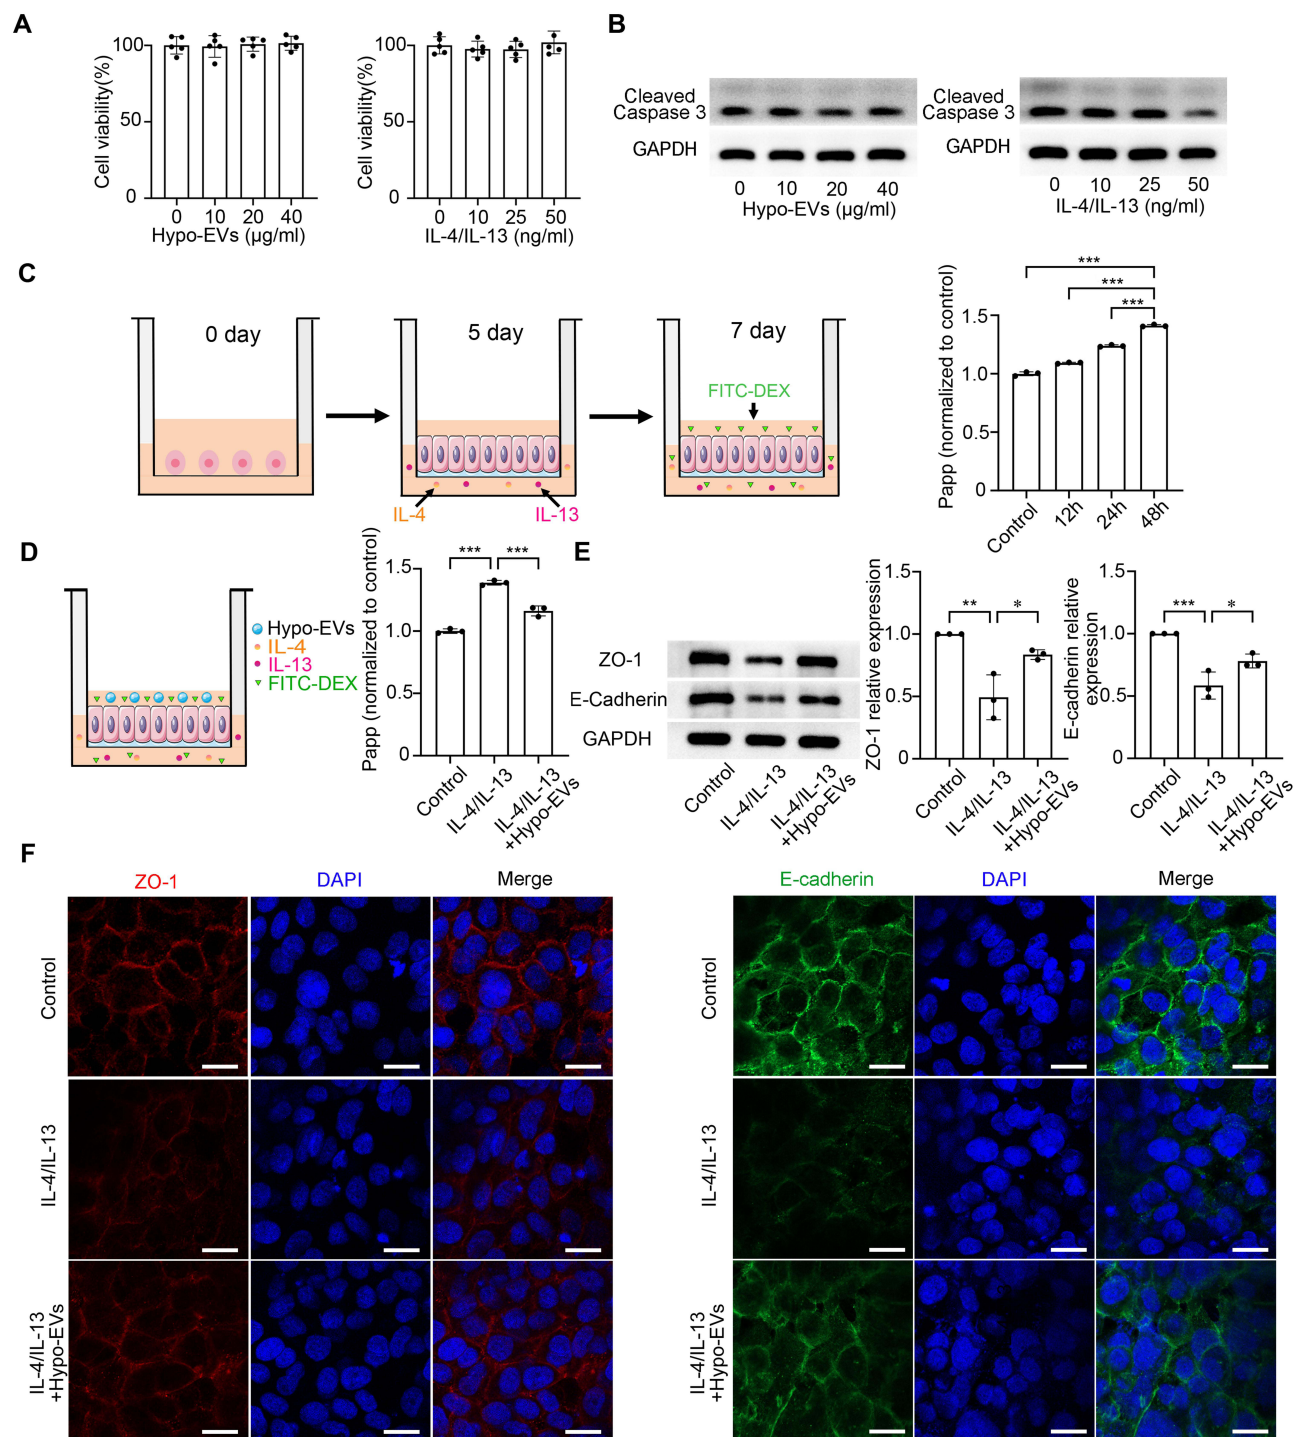 A
Cell viability(%)
100
50
0
0 10 20 40
Hypo-EVs (μg/ml)
Cell viability(%)
100
50
0
0 10 25 50
IL-4/IL-13 (ng/ml)
B
Cleaved
Caspase 3
GAPDH
0 10 20 40
Hypo-EVs (μg/ml)
Cleaved
Caspase 3
GAPDH
0 10 25 50
IL-4/IL-13 (ng/ml)
C
0 day
5 day
IL-4
IL-13
7 day
FITC-DEX
Papp (normalized to control)
1.5
1.0
0.5
0
***
***
***
Control 12h 24h 48h
D
Hypo-EVs
IL-4
IL-13
FITC-DEX
Papp (normalized to control)
1.5
1.0
0.5
0
*** ***
Control
IL-4/IL-13
IL-4/IL-13
+Hypo-EVs
E
ZO-1
E-Cadherin
GAPDH
Control
IL-4/IL-13
IL-4/IL-13
+Hypo-EVs
ZO-1 relative expression
1.5
1.0
0.5
0
** *
Control
IL-4/IL-13
IL-4/IL-13
+Hypo-EVs
E-cadherin relative
expression
1.5
1.0
0.5
0
*** *
Control
IL-4/IL-13
IL-4/IL-13
+Hypo-EVs
F
ZO-1 DAPI Merge
Control
IL-4/IL-13
IL-4/IL-13
+Hypo-EVs
E-cadherin DAPI Merge
Control
IL-4/IL-13
IL-4/IL-13
+Hypo-EVs